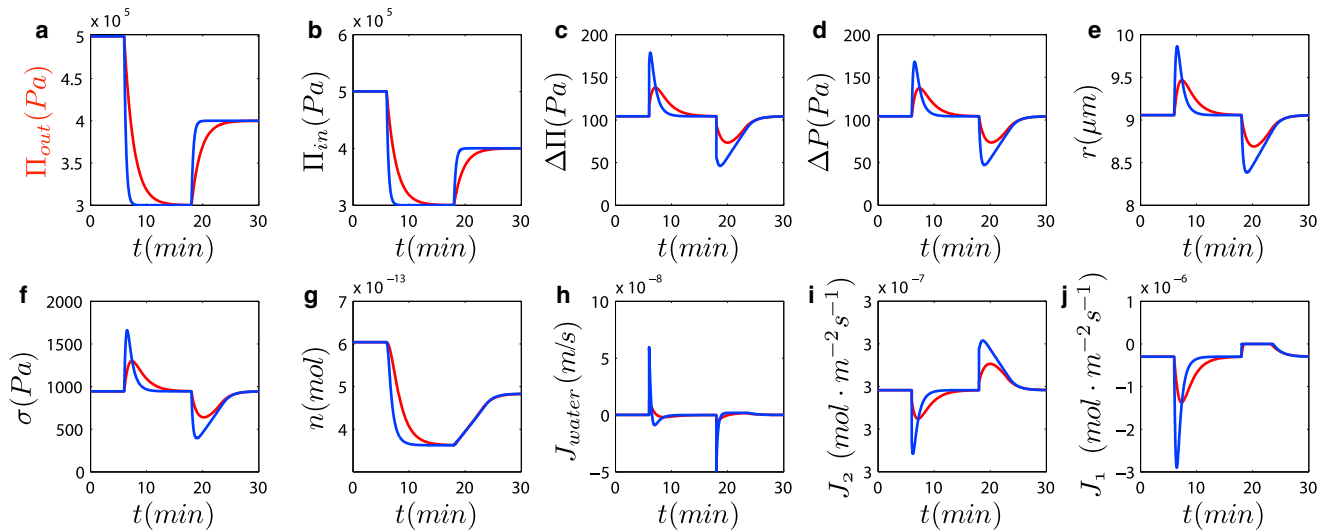 a
x 10^5
Π_out(Pa)
5
4.5
4
3.5
3
0 10 20 30
t(min)
b
x 10^5
Π_in(Pa)
6
5
4
3
0 10 20 30
t(min)
c
ΔΠ(Pa)
200
150
100
50
0
0 10 20 30
t(min)
d
ΔP(Pa)
200
150
100
50
0
0 10 20 30
t(min)
e
r(μm)
10
9.5
9
8.5
8
0 10 20 30
t(min)
f
σ(Pa)
2000
1500
1000
500
0
0 10 20 30
t(min)
g
x 10^−13
n(mol)
7
6
5
4
3
0 10 20 30
t(min)
h
x 10^−8
J_water(m/s)
10
5
0
−5
0 10 20 30
t(min)
i
x 10^−7
J_2 (mol · m^−2 s^−1)
3
3
3
3
0 10 20 30
t(min)
j
x 10^−6
J_1 (mol · m^−2 s^−1)
1
0
−1
−2
−3
0 10 20 30
t(min)